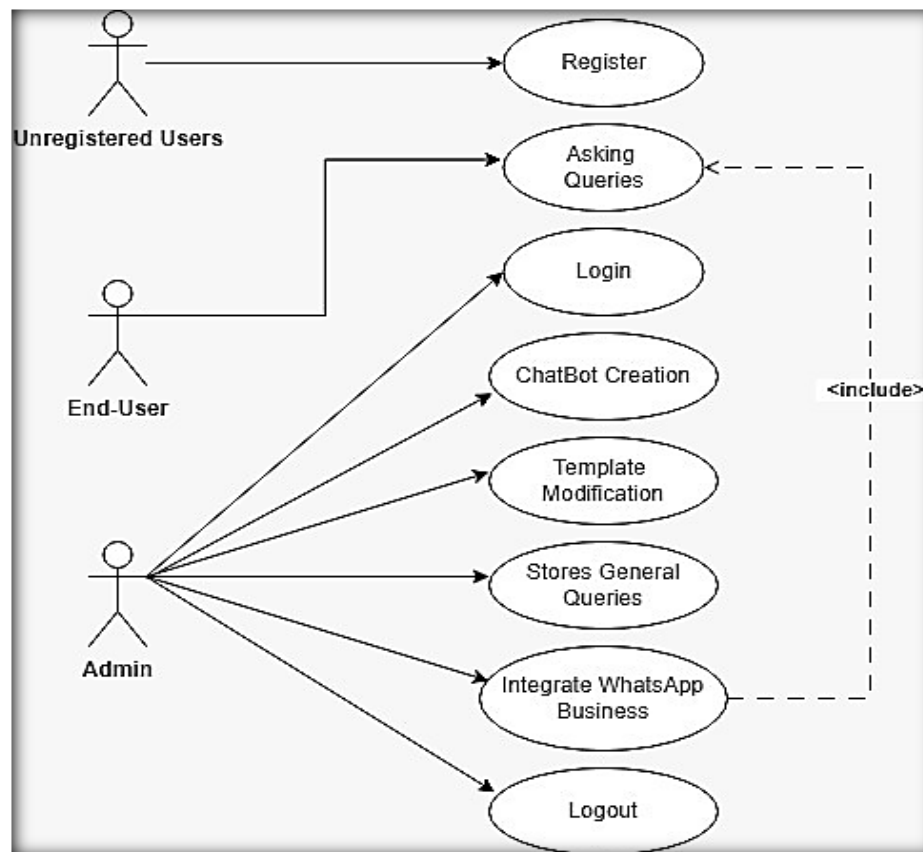 Register
Unregistered Users
Asking
Queries
Login
End-User
ChatBot Creation
<include>
Template
Modification
Stores General
Queries
Admin
Integrate WhatsApp
Business
Logout